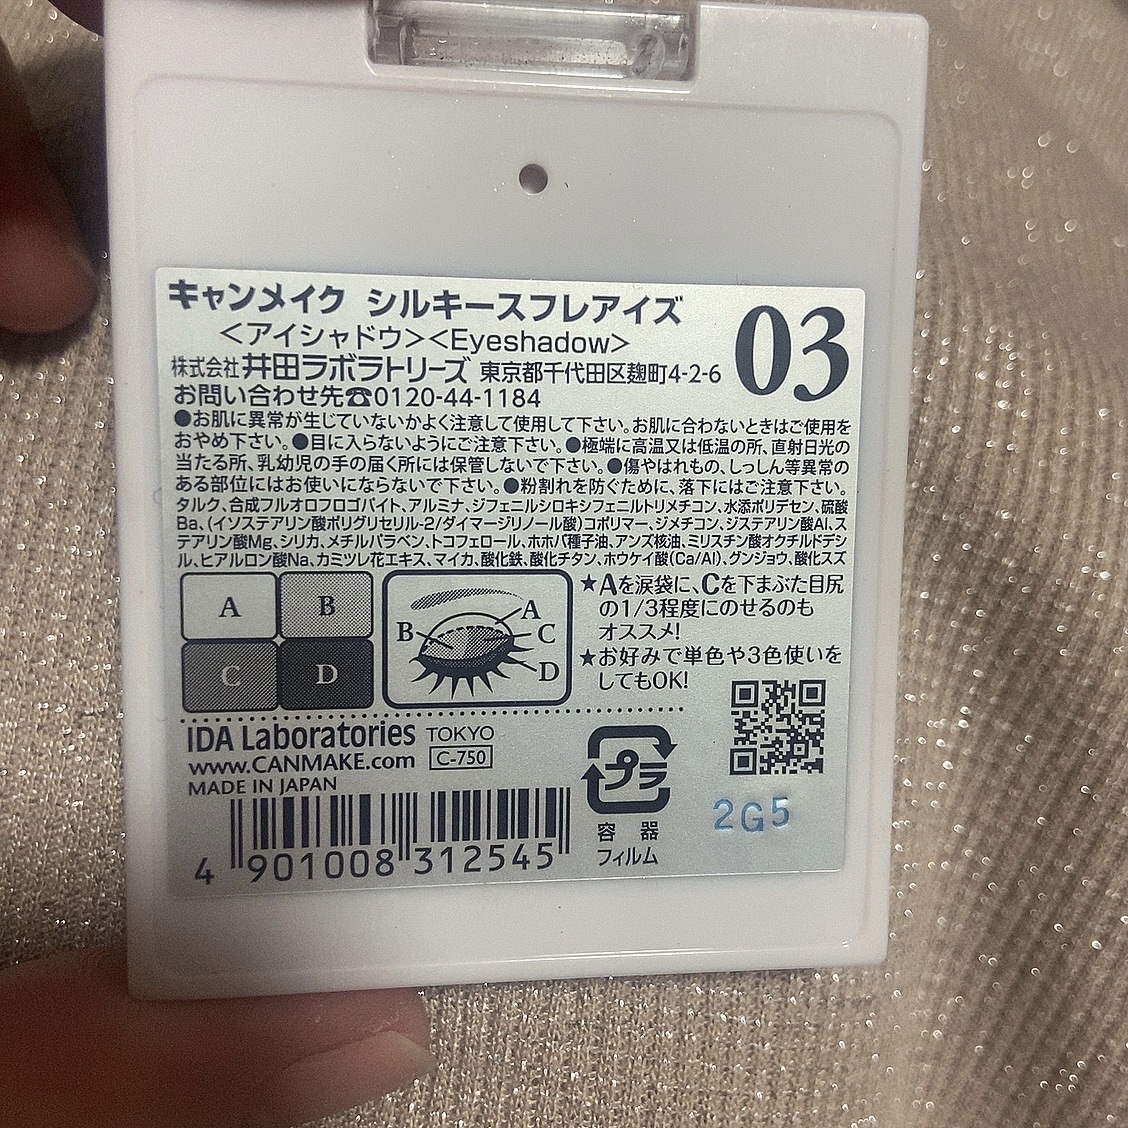 キャンメイク シルキースフレアイズ
<アイシャドウ><Eyeshadow>
03
株式会社井田ラボラトリーズ 東京都千代田区麹町4-2-6
お問い合わせ先☎0120-44-1184
●お肌に異常が生じていないかよく注意して使用して下さい。お肌に合わないときはご使用を
おやめ下さい。●目に入らないようにご注意下さい。●極端に高温又は低温の所、直射日光の
当たる所、乳幼児の手の届く所には保管しないで下さい。●傷やはれもの、しっしん等異常の
ある部位にはお使いにならないで下さい。●粉割れを防ぐために、落下にはご注意下さい。
タルク、合成フルオロフロゴパイト、アルミナ、ジフェニルシロキシフェニルトリメチコン、水添ポリデセン、硫酸
Ba、(イソステアリン酸ポリグリセリル-2/ダイマージリノール酸)コポリマー、ジメチコン、ジステアリン酸Al、ス
テアリン酸Mg、シリカ、メチルパラベン、トコフェロール、ホホバ種子油、アンズ核油、ミリスチン酸オクチルドデシ
ル、ヒアルロン酸Na、カミツレ花エキス、マイカ、酸化鉄、酸化チタン、ホウケイ酸(Ca/Al)、グンジョウ、酸化スズ
A B
C D
A
B C
D
★Aを涙袋に、Cを下まぶた目尻
の1/3程度にのせるのも
オススメ!
★お好みで単色や3色使いを
してもOK!
IDA Laboratories TOKYO
www.CANMAKE.com C-750
MADE IN JAPAN
4 901008 312545
プラ
容 器
フィルム
2G5